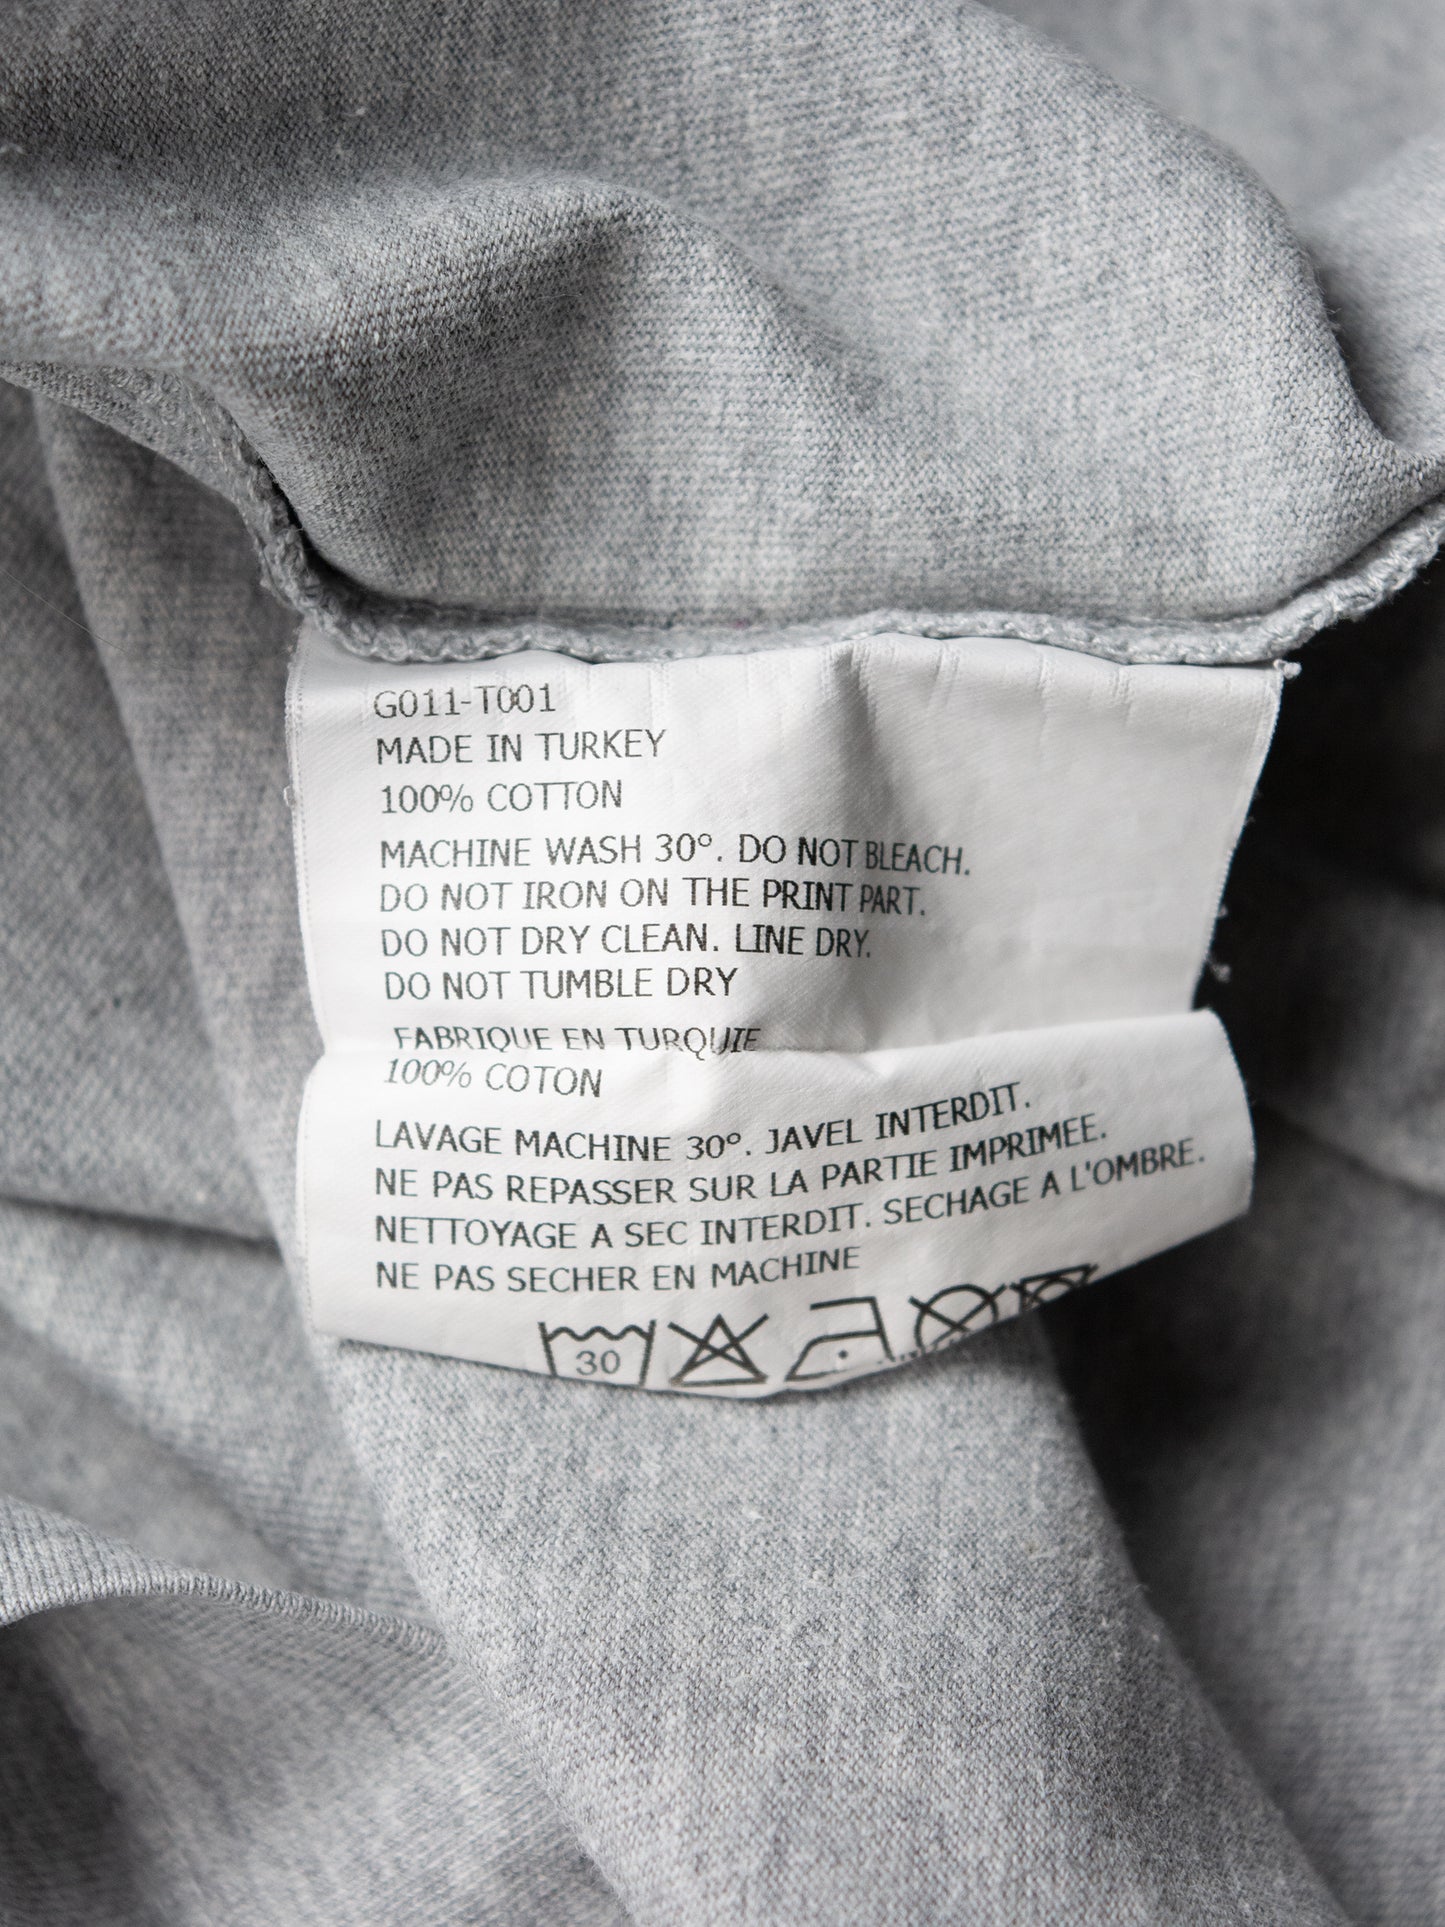 G011-T001
MADE IN TURKEY
100% COTTON
MACHINE WASH 30°. DO NOT BLEACH.
DO NOT IRON ON THE PRINT PART.
DO NOT DRY CLEAN. LINE DRY.
DO NOT TUMBLE DRY
FABRIQUE EN TURQUIE
100% COTON
LAVAGE MACHINE 30°. JAVEL INTERDIT.
NE PAS REPASSER SUR LA PARTIE IMPRIMEE.
NETTOYAGE A SEC INTERDIT. SECHAGE A L'OMBRE.
NE PAS SECHER EN MACHINE
30